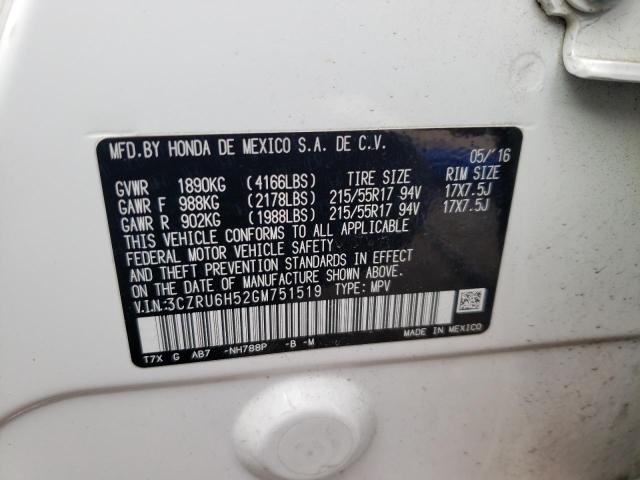 MFD.BY HONDA DE MEXICO S.A. DE C.V.
05/'16
GVWR 1890KG (4166LBS) TIRE SIZE RIM SIZE
GAWR F 988KG (2178LBS) 215/55R17 94V 17X7.5J
GAWR R 902KG (1988LBS) 215/55R17 94V 17X7.5J
THIS VEHICLE CONFORMS TO ALL APPLICABLE
FEDERAL MOTOR VEHICLE SAFETY
AND THEFT PREVENTION STANDARDS IN EFFECT
ON THE DATE OF MANUFACTURE SHOWN ABOVE.
V.I.N.:3CZRU6H52GM751519 TYPE: MPV
T7X G AB7 -NH788P -B -M
MADE IN MEXICO